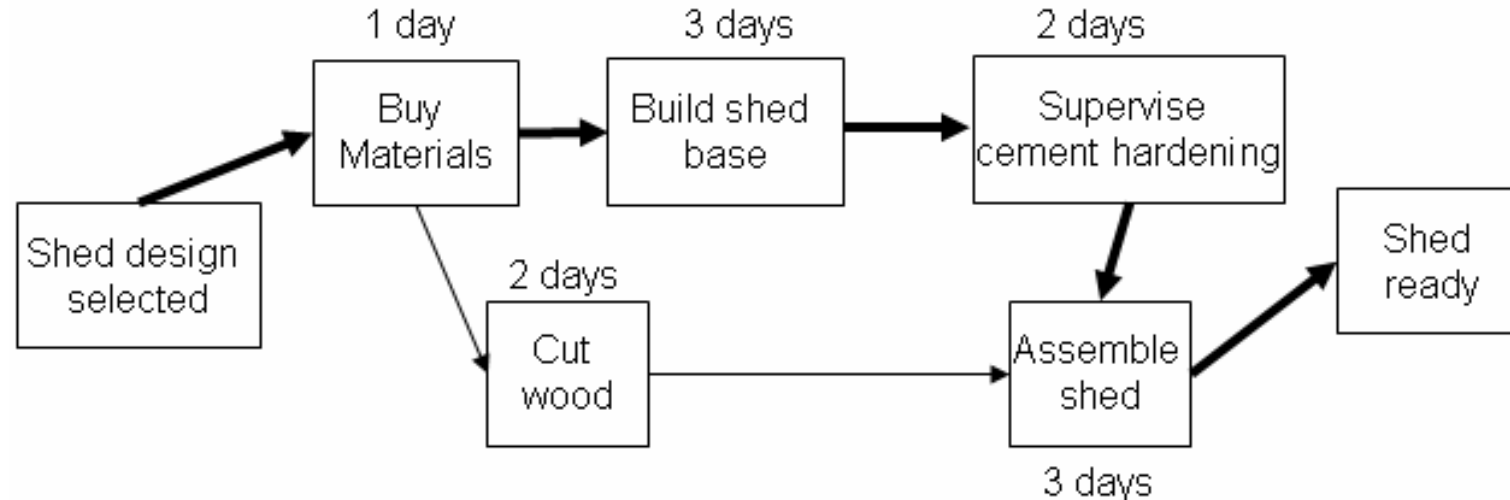 1 day
3 days
2 days
Buy
Materials
Build shed
base
Supervise
cement hardening
Shed design
selected
Shed
ready
2 days
Cut
wood
Assemble
shed
3 days